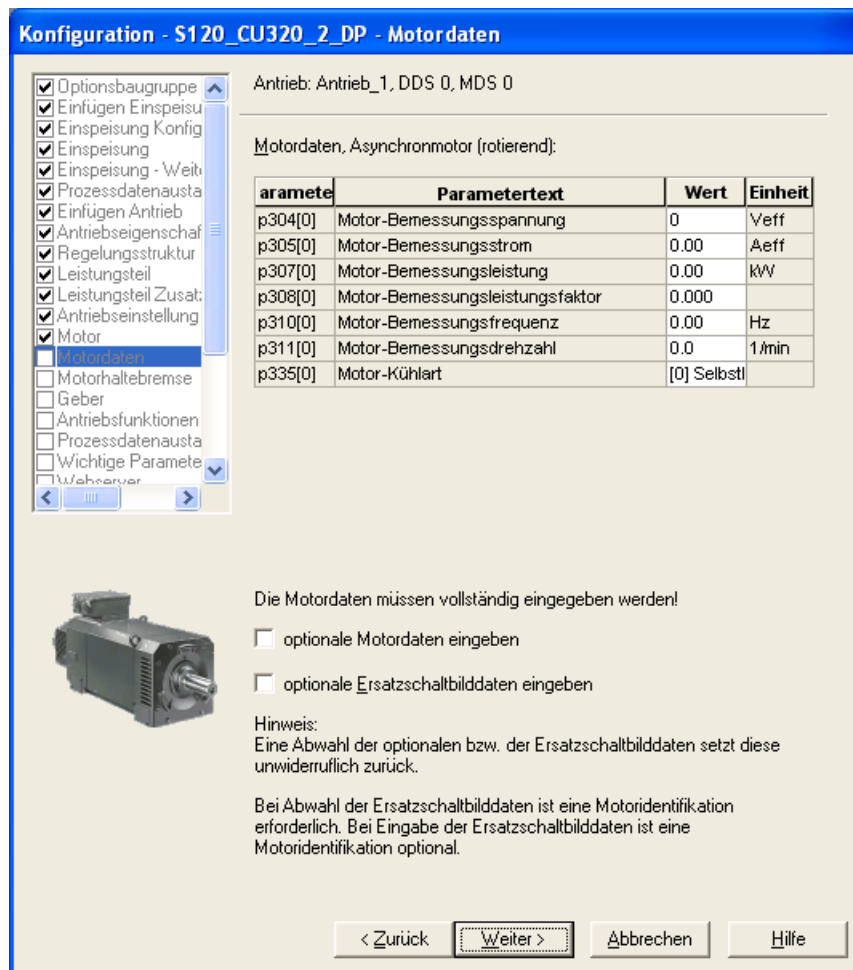 Konfiguration - S120_CU320_2_DP - Motordaten
Optionsbaugruppe
Einfügen Einspeisu
Einspeisung Konfig
Einspeisung
Einspeisung - Weit
Prozessdatenausta
Einfügen Antrieb
Antriebseigenschaf
Regelungsstruktur
Leistungsteil
Leistungsteil Zusat
Antriebseinstellung
Motor
Motordaten
Motorhaltebremse
Geber
Antriebsfunktionen
Prozessdatenausta
Wichtige Paramete
Webserver
Antrieb: Antrieb_1, DDS 0, MDS 0
Motordaten, Asynchronmotor (rotierend):
aramete Parametertext Wert Einheit
p304[0] Motor-Bemessungsspannung 0 Veff
p305[0] Motor-Bemessungsstrom 0.00 Aeff
p307[0] Motor-Bemessungsleistung 0.00 kW
p308[0] Motor-Bemessungsleistungsfaktor 0.000
p310[0] Motor-Bemessungsfrequenz 0.00 Hz
p311[0] Motor-Bemessungsdrehzahl 0.0 1/min
p335[0] Motor-Kühlart [0] Selbstl
Die Motordaten müssen vollständig eingegeben werden!
optionale Motordaten eingeben
optionale Ersatzschaltbilddaten eingeben
Hinweis:
Eine Abwahl der optionalen bzw. der Ersatzschaltbilddaten setzt diese
unwiderruflich zurück.
Bei Abwahl der Ersatzschaltbilddaten ist eine Motoridentifikation
erforderlich. Bei Eingabe der Ersatzschaltbilddaten ist eine
Motoridentifikation optional.
< Zurück Weiter > Abbrechen Hilfe